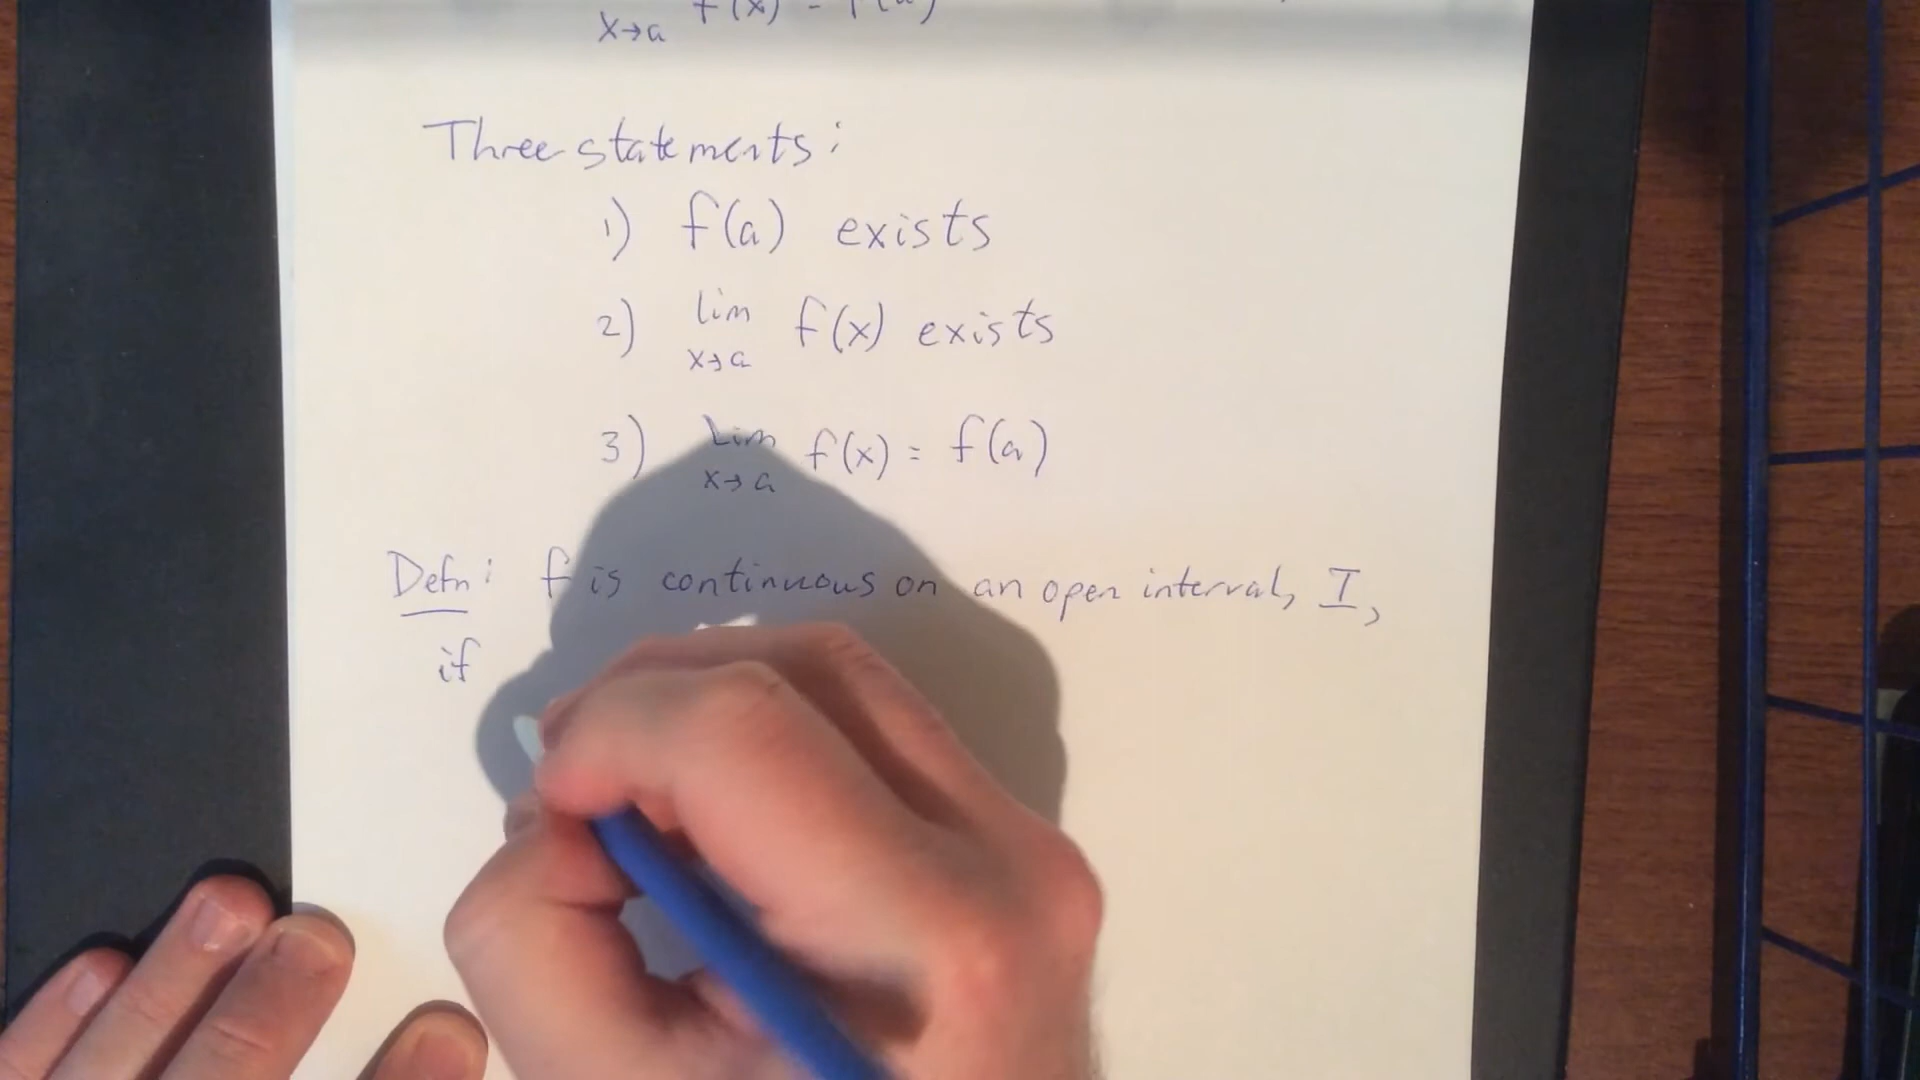 x→a f(x) = f(a)
Three statements:
1) f(a) exists
2) lim x→a f(x) exists
3) lim x→a f(x) = f(a)
Defn: f is continuous on an open interval, I,
if